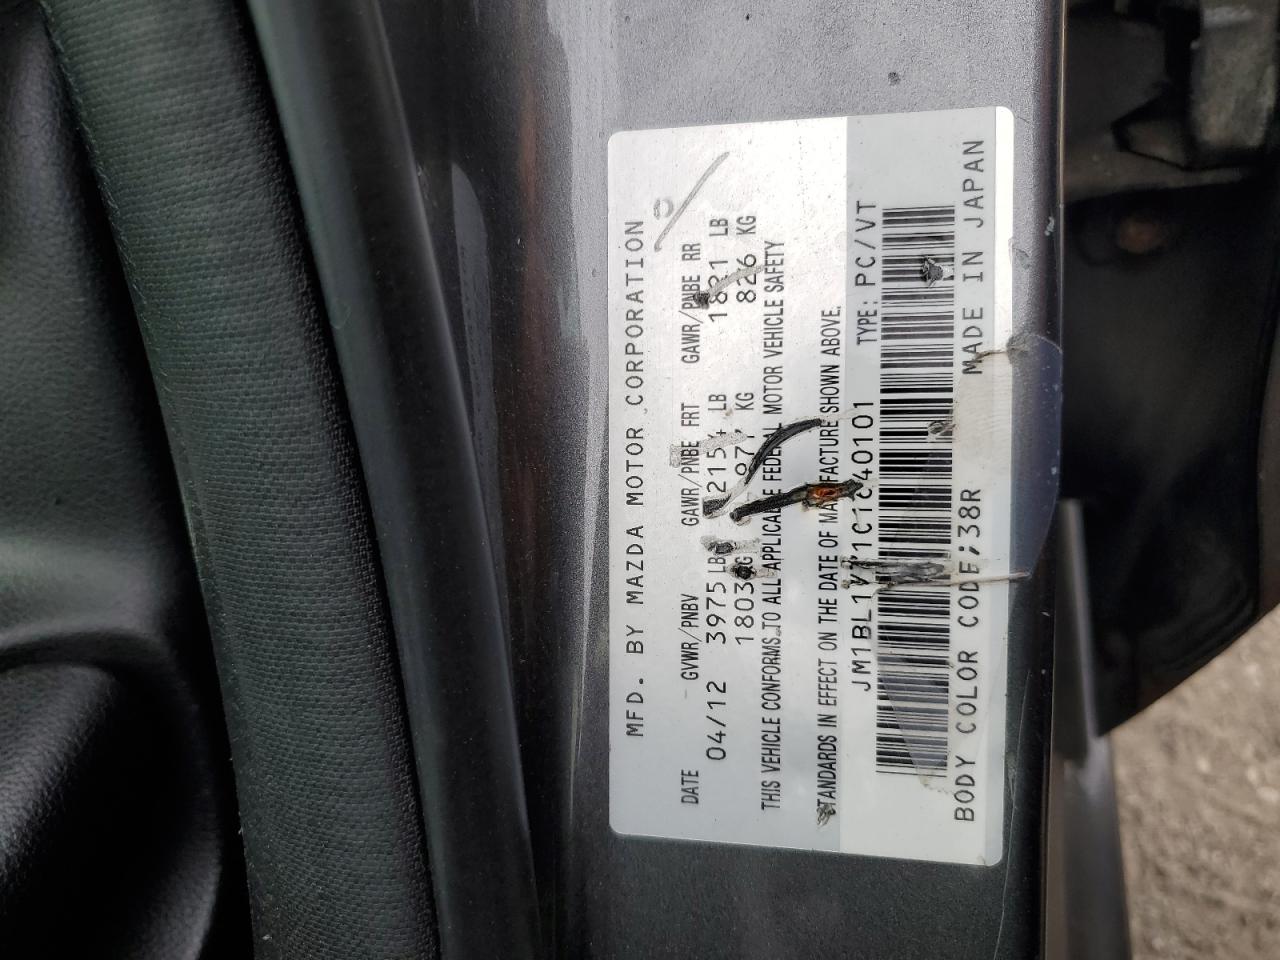 MFD. BY MAZDA MOTOR CORPORATION
DATE GVWR/PNBV GAWR/PNBE FRT GAWR/PNBE RR
04/12 3975 LB LB LB
1803 KG KG 826 KG
THIS VEHICLE CONFORMS TO ALL APPLICABLE FEDERAL MOTOR VEHICLE SAFETY
STANDARDS IN EFFECT ON THE DATE OF MANUFACTURE SHOWN ABOVE.
TYPE: PC/VT
BODY COLOR CODE;38R MADE IN JAPAN